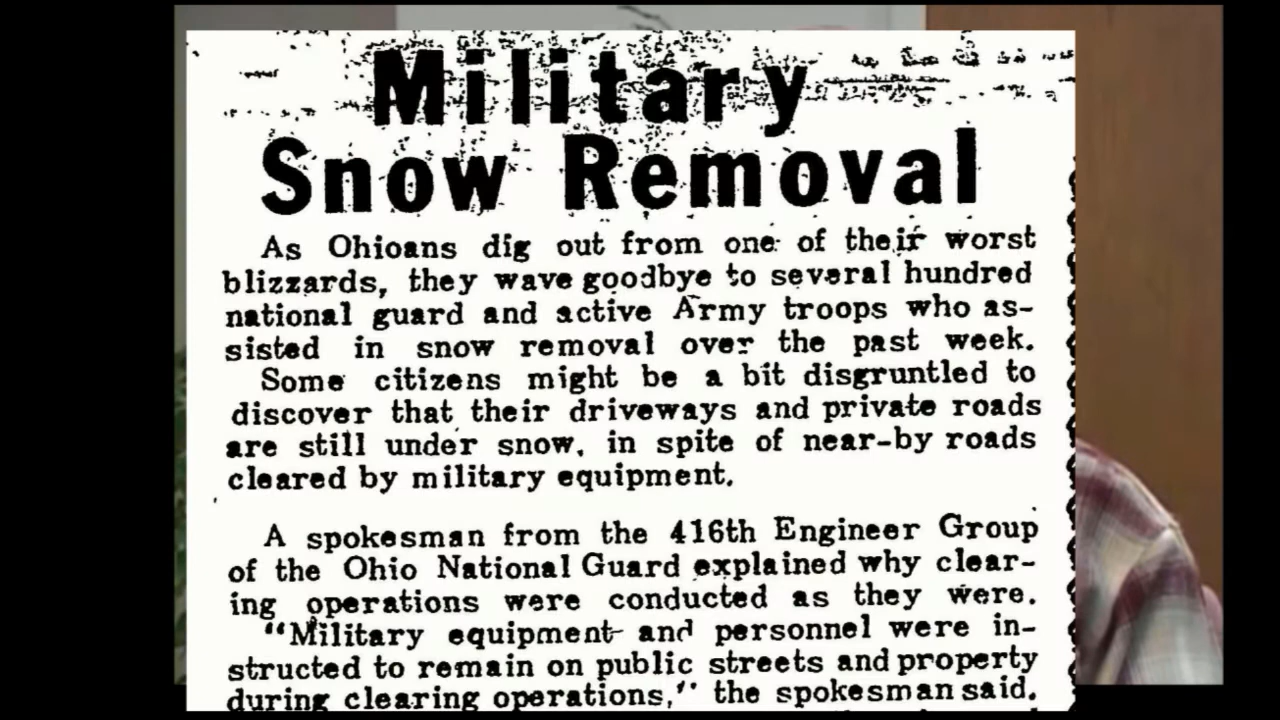 Military
Snow Removal
As Ohioans dig out from one of their worst
blizzards, they wave goodbye to several hundred
national guard and active Army troops who as-
sisted in snow removal over the past week.
Some citizens might be a bit disgruntled to
discover that their driveways and private roads
are still under snow, in spite of near-by roads
cleared by military equipment.
A spokesman from the 416th Engineer Group
of the Ohio National Guard explained why clear-
ing operations were conducted as they were.
"Military equipment and personnel were in-
structed to remain on public streets and property
during clearing operations," the spokesman said.